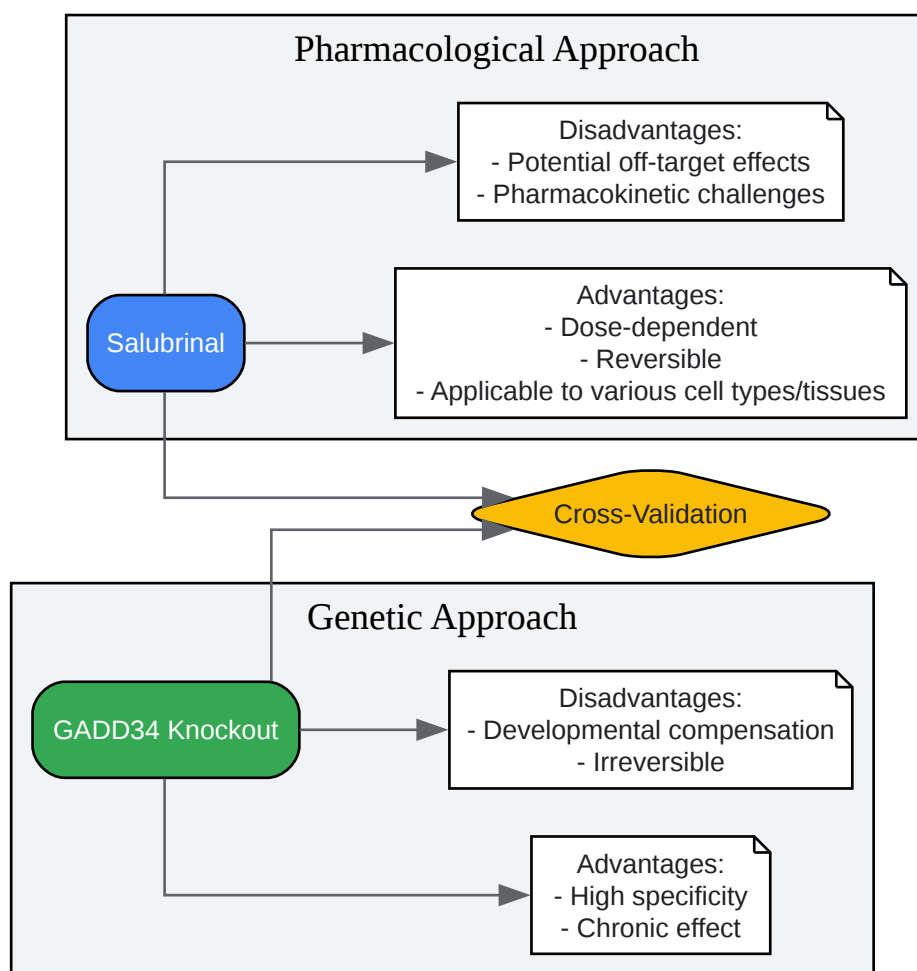 Pharmacological Approach
Disadvantages:
- Potential off-target effects
- Pharmacokinetic challenges
Salubrinal
Advantages:
- Dose-dependent
- Reversible
- Applicable to various cell types/tissues
Cross-Validation
Genetic Approach
GADD34 Knockout
Disadvantages:
- Developmental compensation
- Irreversible
Advantages:
- High specificity
- Chronic effect